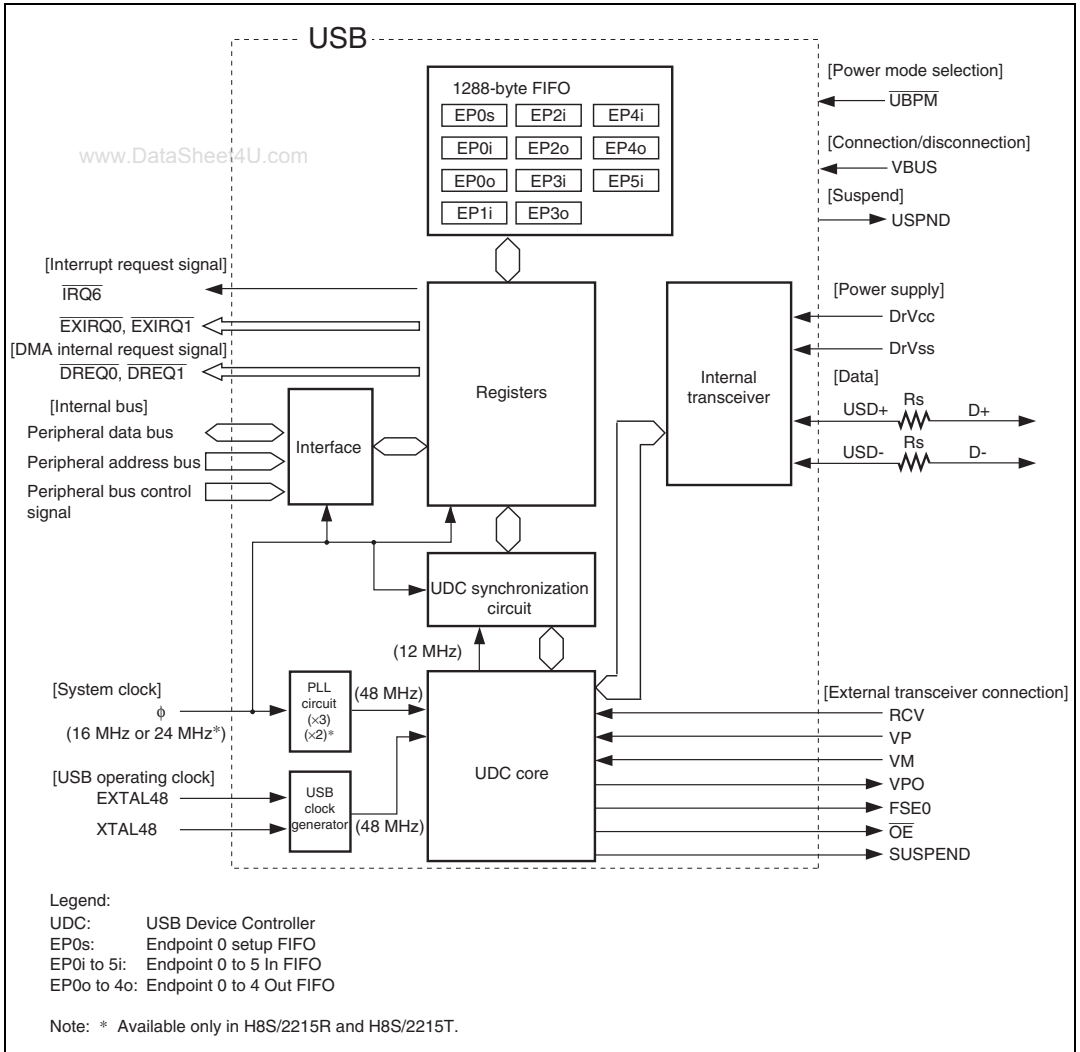 USB
1288-byte FIFO
EP0s EP2i EP4i
EP0i EP2o EP4o
EP0o EP3i EP5i
EP1i EP3o
www.DataSheet4U.com
[Power mode selection]
UBPM
[Connection/disconnection]
VBUS
[Suspend]
USPND
[Interrupt request signal]
IRQ6
EXIRQ0, EXIRQ1
[DMA internal request signal]
DREQ0, DREQ1
[Internal bus]
Peripheral data bus
Peripheral address bus
Peripheral bus control
signal
Interface
Registers
Internal
transceiver
[Power supply]
DrVcc
DrVss
[Data]
USD+ Rs D+
USD- Rs D-
UDC synchronization
circuit
(12 MHz)
[System clock]
ϕ
(16 MHz or 24 MHz*)
PLL
circuit
(×3)
(×2)*
(48 MHz)
[USB operating clock]
EXTAL48
XTAL48
USB
clock
generator
(48 MHz)
UDC core
[External transceiver connection]
RCV
VP
VM
VPO
FSE0
OE
SUSPEND
Legend:
UDC: USB Device Controller
EP0s: Endpoint 0 setup FIFO
EP0i to 5i: Endpoint 0 to 5 In FIFO
EP0o to 4o: Endpoint 0 to 4 Out FIFO
Note: * Available only in H8S/2215R and H8S/2215T.